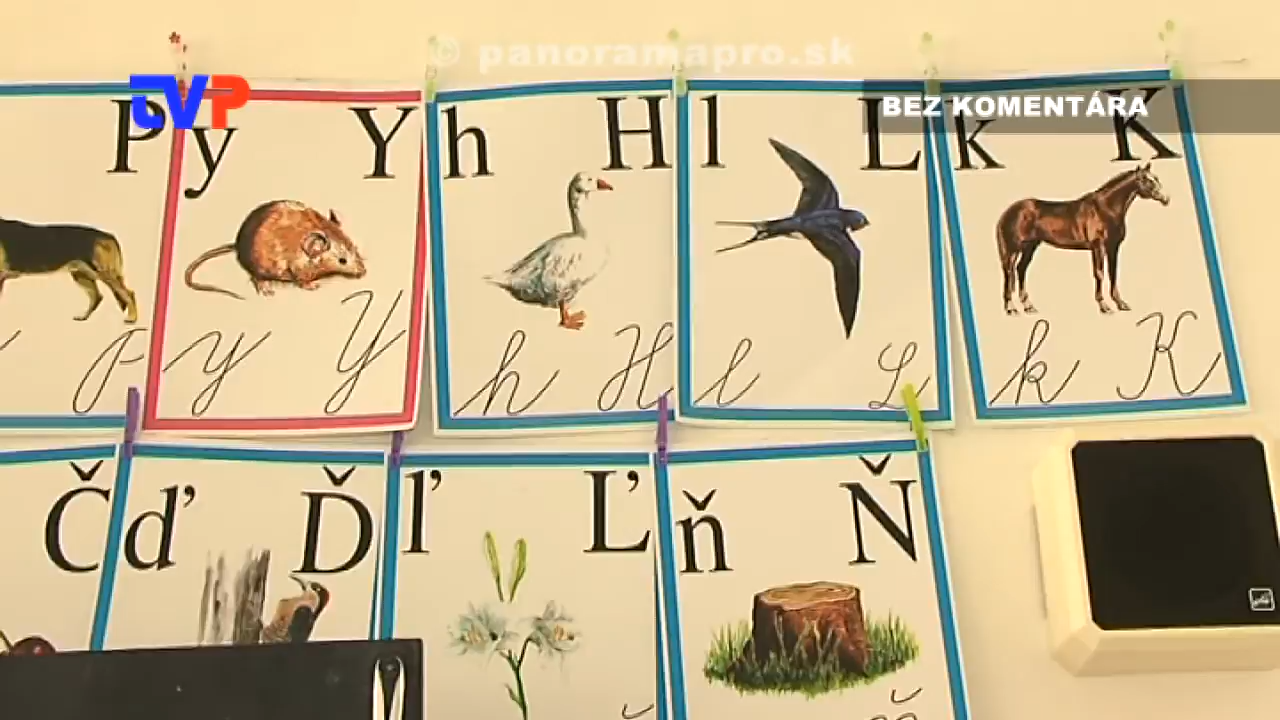 © panoramapro.sk
TVP
BEZ KOMENTÁRA
P
y Y
h H
l L
k K
P
y Y
h H
l L
k K
Č
ď Ď
ľ Ľ
ň Ň